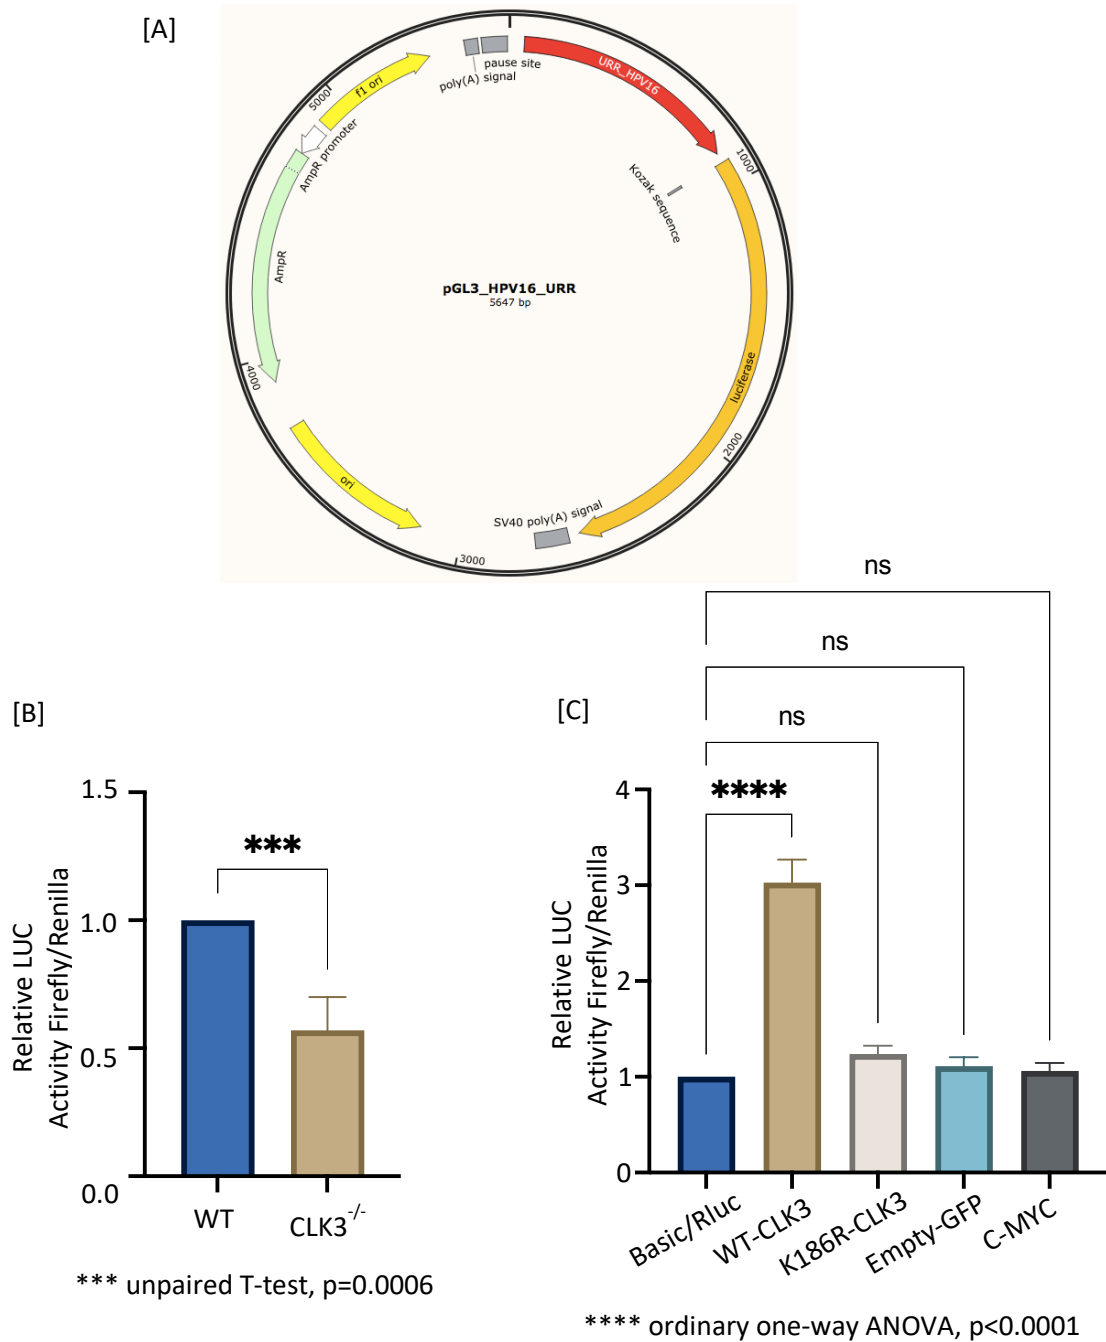 [A]
pause site
poly(A) signal
URR_HPV16
f1 ori
5000
1000
AmpR promoter
Kozak sequence
AmpR
pGL3_HPV16_URR
5647 bp
luciferase
4000
2000
ori
SV40 poly(A) signal
3000
[B]
Relative LUC
Activity Firefly/Renilla
1.5
1.0
0.5
0.0
***
WT
CLK3-/-
*** unpaired T-test, p=0.0006
[C]
ns
ns
ns
****
Relative LUC
Activity Firefly/Renilla
4
3
2
1
0
Basic/Rluc
WT-CLK3
K186R-CLK3
Empty-GFP
C-MYC
**** ordinary one-way ANOVA, p<0.0001